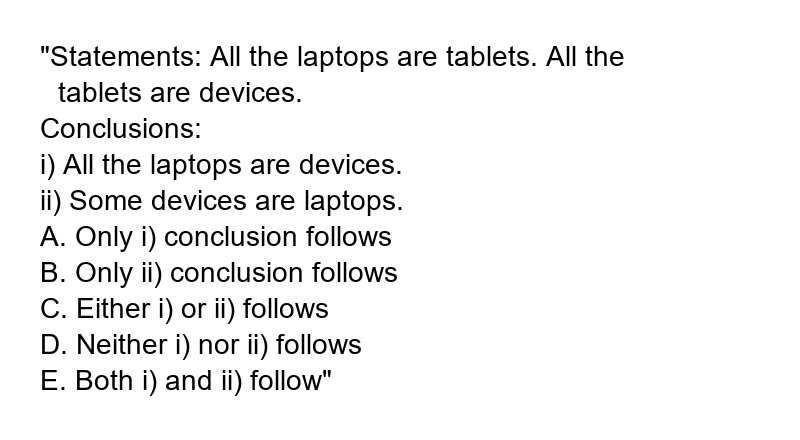 "Statements: All the laptops are tablets. All the
tablets are devices.
Conclusions:
i) All the laptops are devices.
ii) Some devices are laptops.
A. Only i) conclusion follows
B. Only ii) conclusion follows
C. Either i) or ii) follows
D. Neither i) nor ii) follows
E. Both i) and ii) follow"